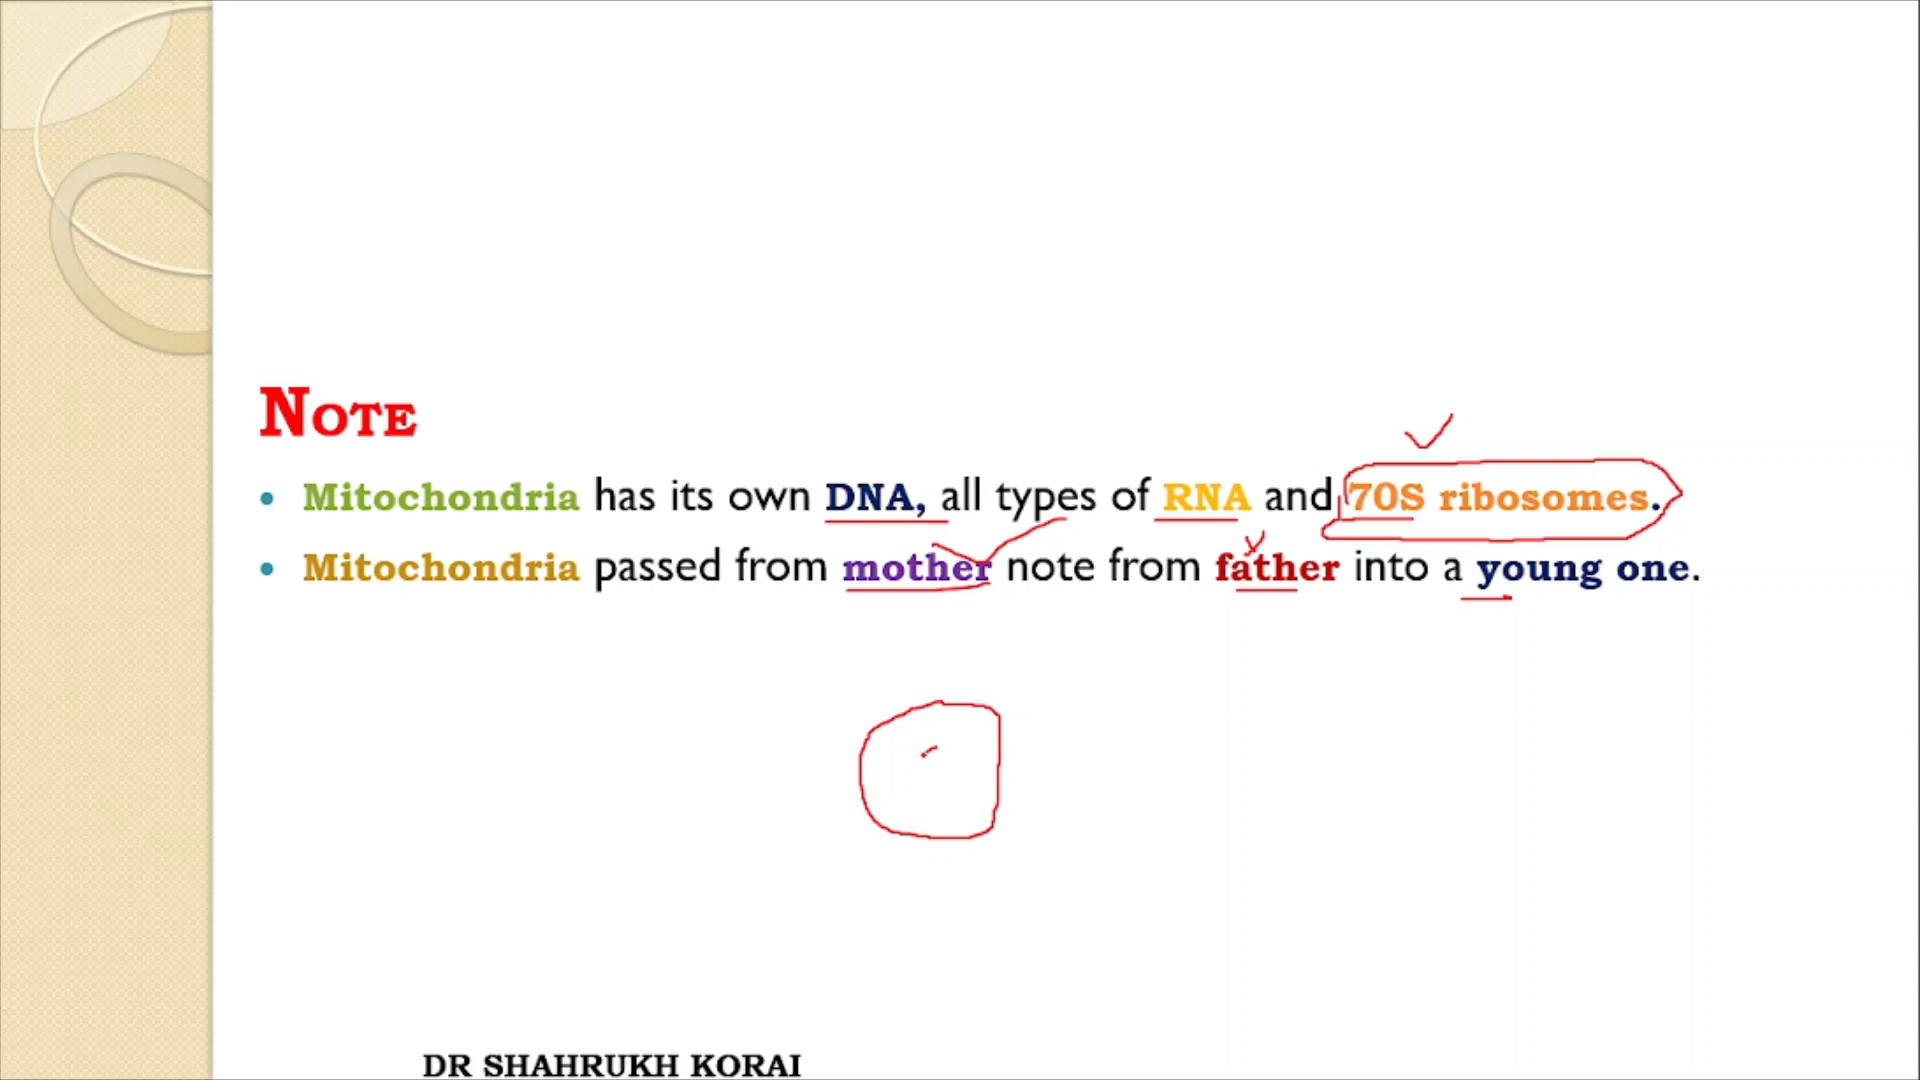 NOTE
Mitochondria has its own DNA, all types of RNA and 70S ribosomes.
Mitochondria passed from mother note from father into a young one.
DR SHAHRUKH KORAI